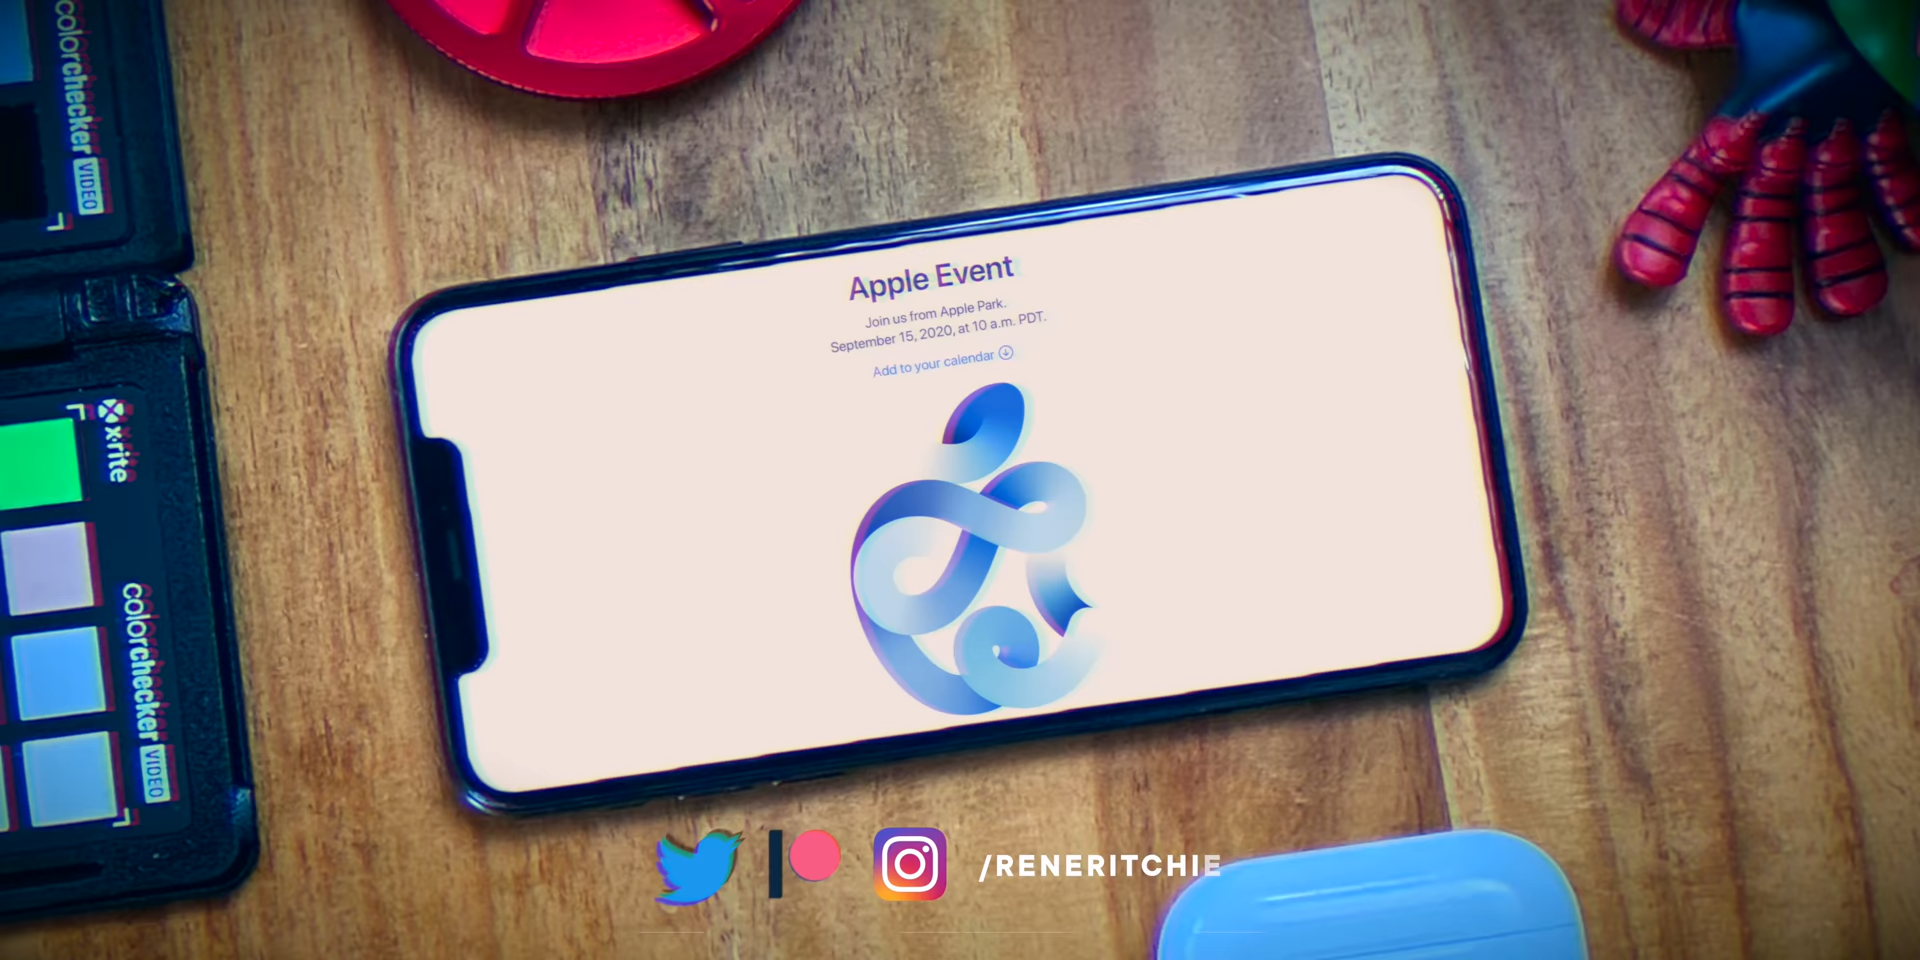 colorchecker VIDEO
Apple Event
Join us from Apple Park.
September 15, 2020, at 10 a.m. PDT.
Add to your calendar
x·rite
colorchecker VIDEO
/RENERITCHIE